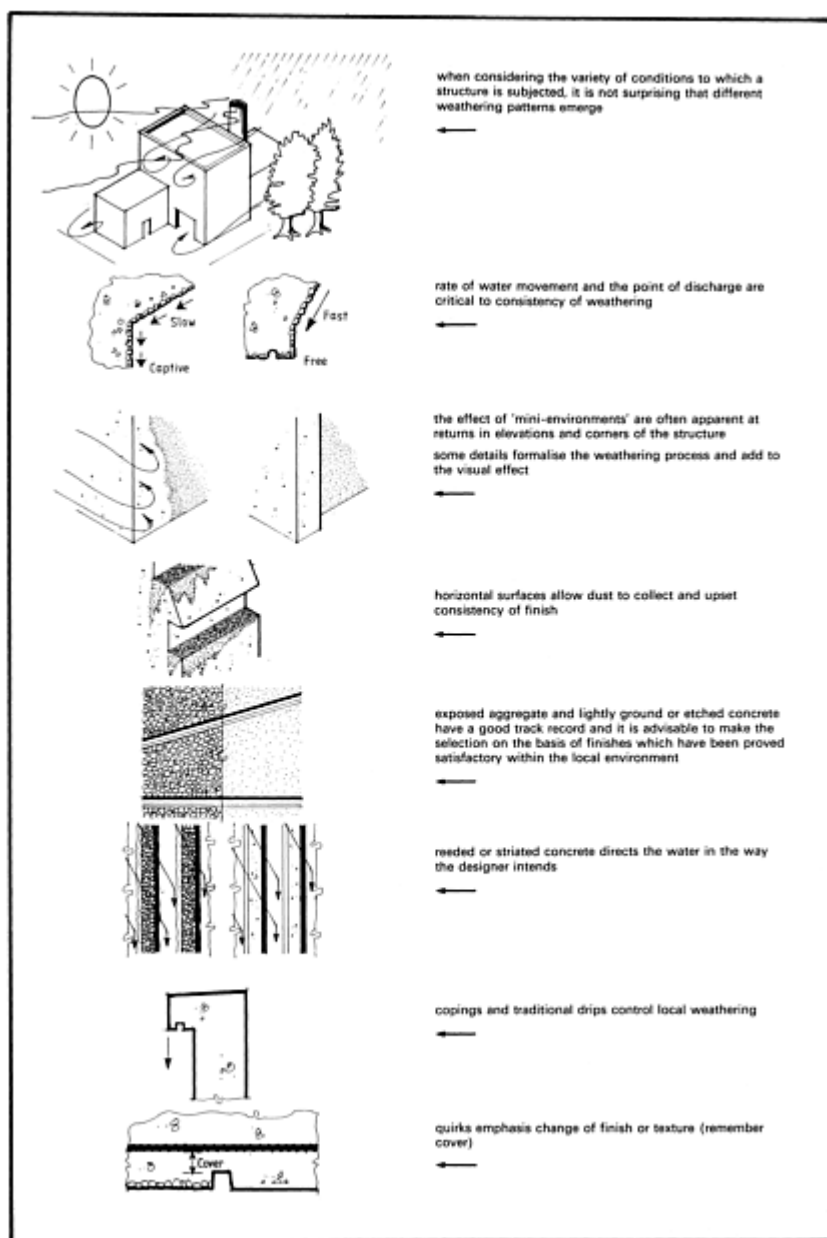 when considering the variety of conditions to which a
structure is subjected, it is not surprising that different
weathering patterns emerge
rate of water movement and the point of discharge are
critical to consistency of weathering
Slow
Captive
Fast
Free
the effect of 'mini-environments' are often apparent at
returns in elevations and corners of the structure
some details formalise the weathering process and add to
the visual effect
horizontal surfaces allow dust to collect and upset
consistency of finish
exposed aggregate and lightly ground or etched concrete
have a good track record and it is advisable to make the
selection on the basis of finishes which have been proved
satisfactory within the local environment
reeded or striated concrete directs the water in the way
the designer intends
copings and traditional drips control local weathering
quirks emphasis change of finish or texture (remember
cover)
Cover